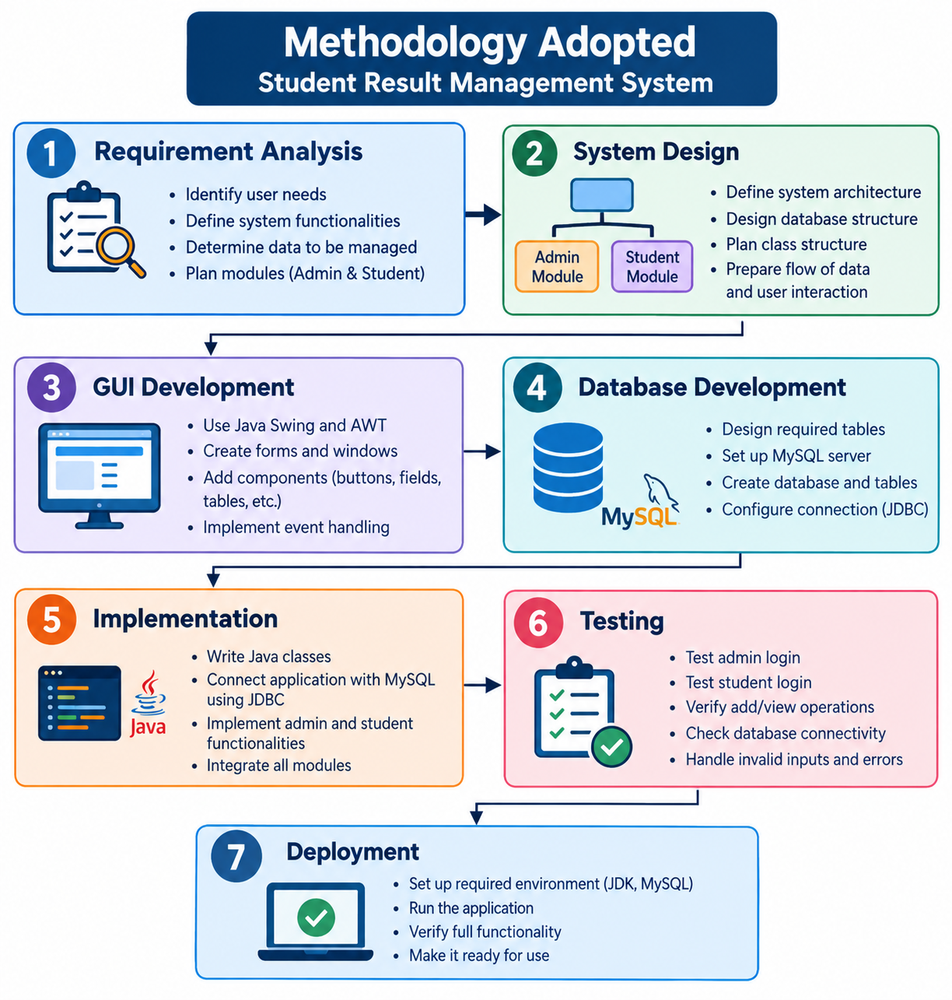 Methodology Adopted
Student Result Management System
1
Requirement Analysis
• Identify user needs
• Define system functionalities
• Determine data to be managed
• Plan modules (Admin & Student)
2
System Design
Admin
Module
Student
Module
• Define system architecture
• Design database structure
• Plan class structure
• Prepare flow of data
and user interaction
3
GUI Development
• Use Java Swing and AWT
• Create forms and windows
• Add components (buttons, fields,
tables, etc.)
• Implement event handling
4
Database Development
MySQL
• Design required tables
• Set up MySQL server
• Create database and tables
• Configure connection (JDBC)
5
Implementation
Java
• Write Java classes
• Connect application with MySQL
using JDBC
• Implement admin and student
functionalities
• Integrate all modules
6
Testing
• Test admin login
• Test student login
• Verify add/view operations
• Check database connectivity
• Handle invalid inputs and errors
7
Deployment
• Set up required environment (JDK, MySQL)
• Run the application
• Verify full functionality
• Make it ready for use